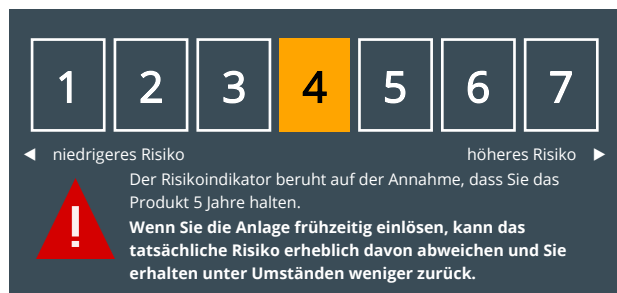 1 2 3 4 5 6 7
◄ niedrigeres Risiko höheres Risiko ►
Der Risikoindikator beruht auf der Annahme, dass Sie das
Produkt 5 Jahre halten.
Wenn Sie die Anlage frühzeitig einlösen, kann das
tatsächliche Risiko erheblich davon abweichen und Sie
erhalten unter Umständen weniger zurück.
!